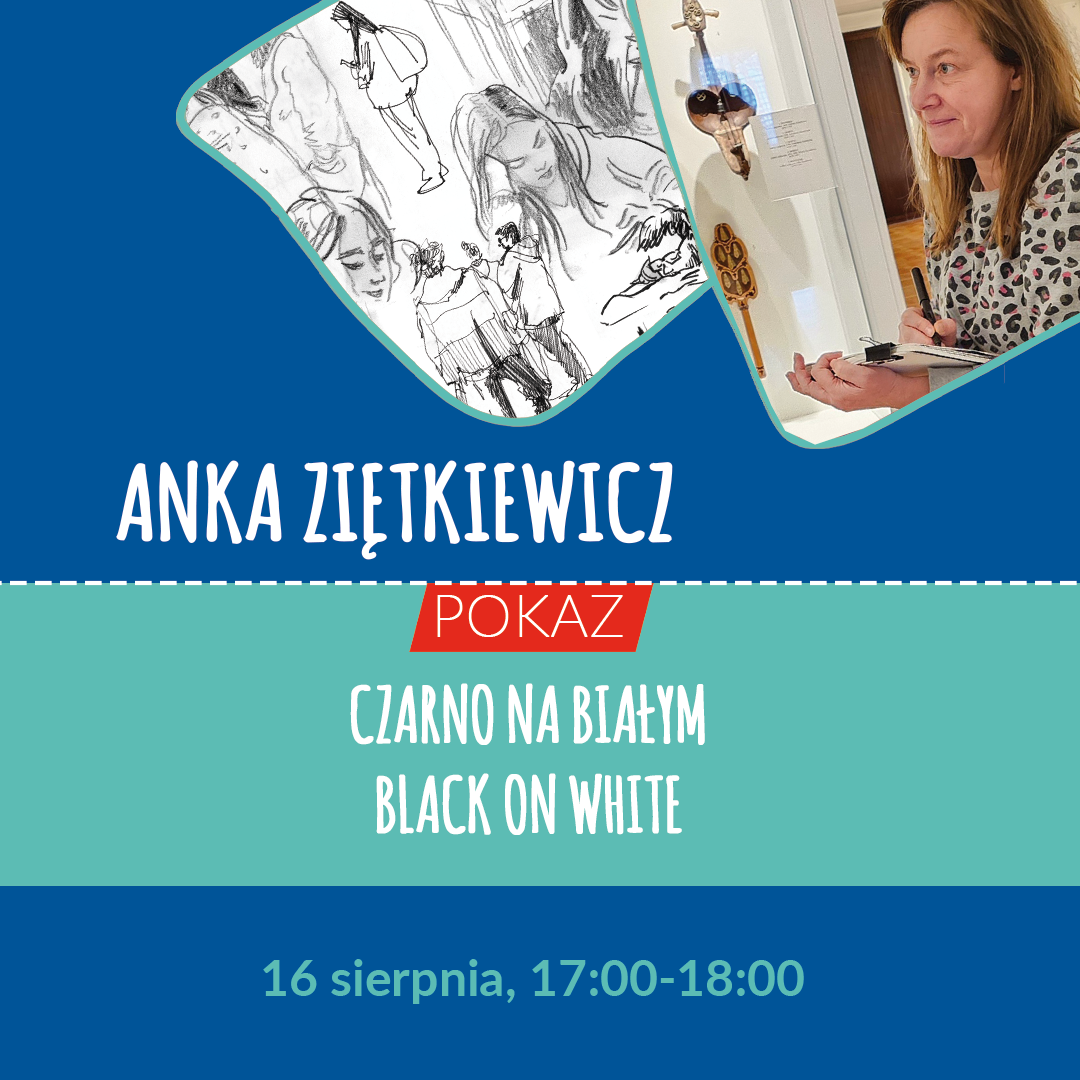 ANKA ZIĘTKIEWICZ
POKAZ
CZARNO NA BIAŁYM
BLACK ON WHITE
16 sierpnia, 17:00-18:00